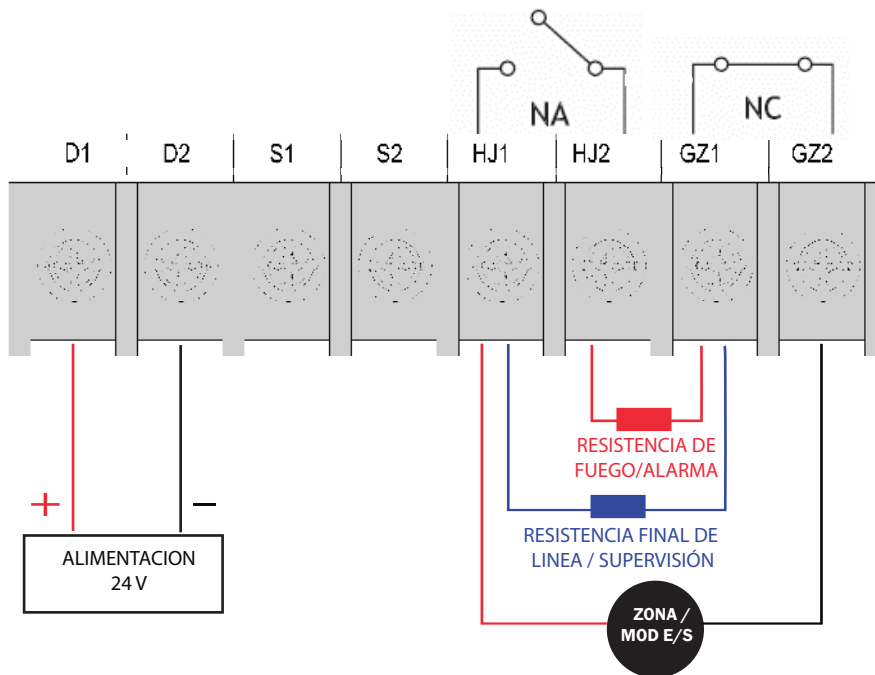 NA
NC
D1 D2 S1 S2 HJ1 HJ2 GZ1 GZ2
RESISTENCIA DE
FUEGO/ALARMA
+
–
RESISTENCIA FINAL DE
LINEA / SUPERVISIÓN
ALIMENTACION
24 V
ZONA /
MOD E/S